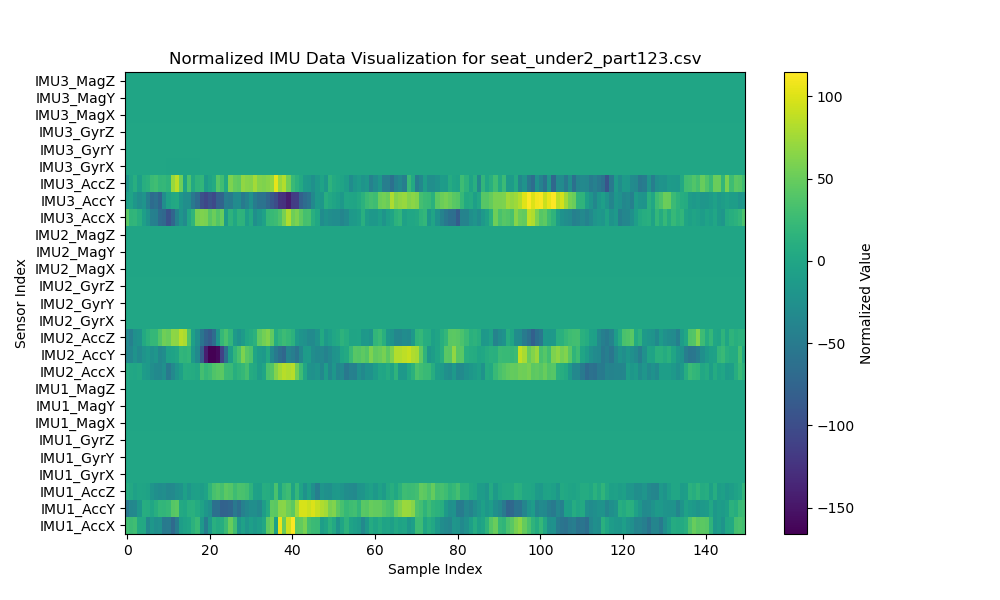 Normalized IMU Data Visualization for seat_under2_part123.csv
IMU3_MagZ
IMU3_MagY
IMU3_MagX
IMU3_GyrZ
IMU3_GyrY
IMU3_GyrX
IMU3_AccZ
IMU3_AccY
IMU3_AccX
IMU2_MagZ
IMU2_MagY
IMU2_MagX
IMU2_GyrZ
IMU2_GyrY
IMU2_GyrX
IMU2_AccZ
IMU2_AccY
IMU2_AccX
IMU1_MagZ
IMU1_MagY
IMU1_MagX
IMU1_GyrZ
IMU1_GyrY
IMU1_GyrX
IMU1_AccZ
IMU1_AccY
IMU1_AccX
Sensor Index
0 20 40 60 80 100 120 140
Sample Index
100
50
0
−50
−100
−150
Normalized Value